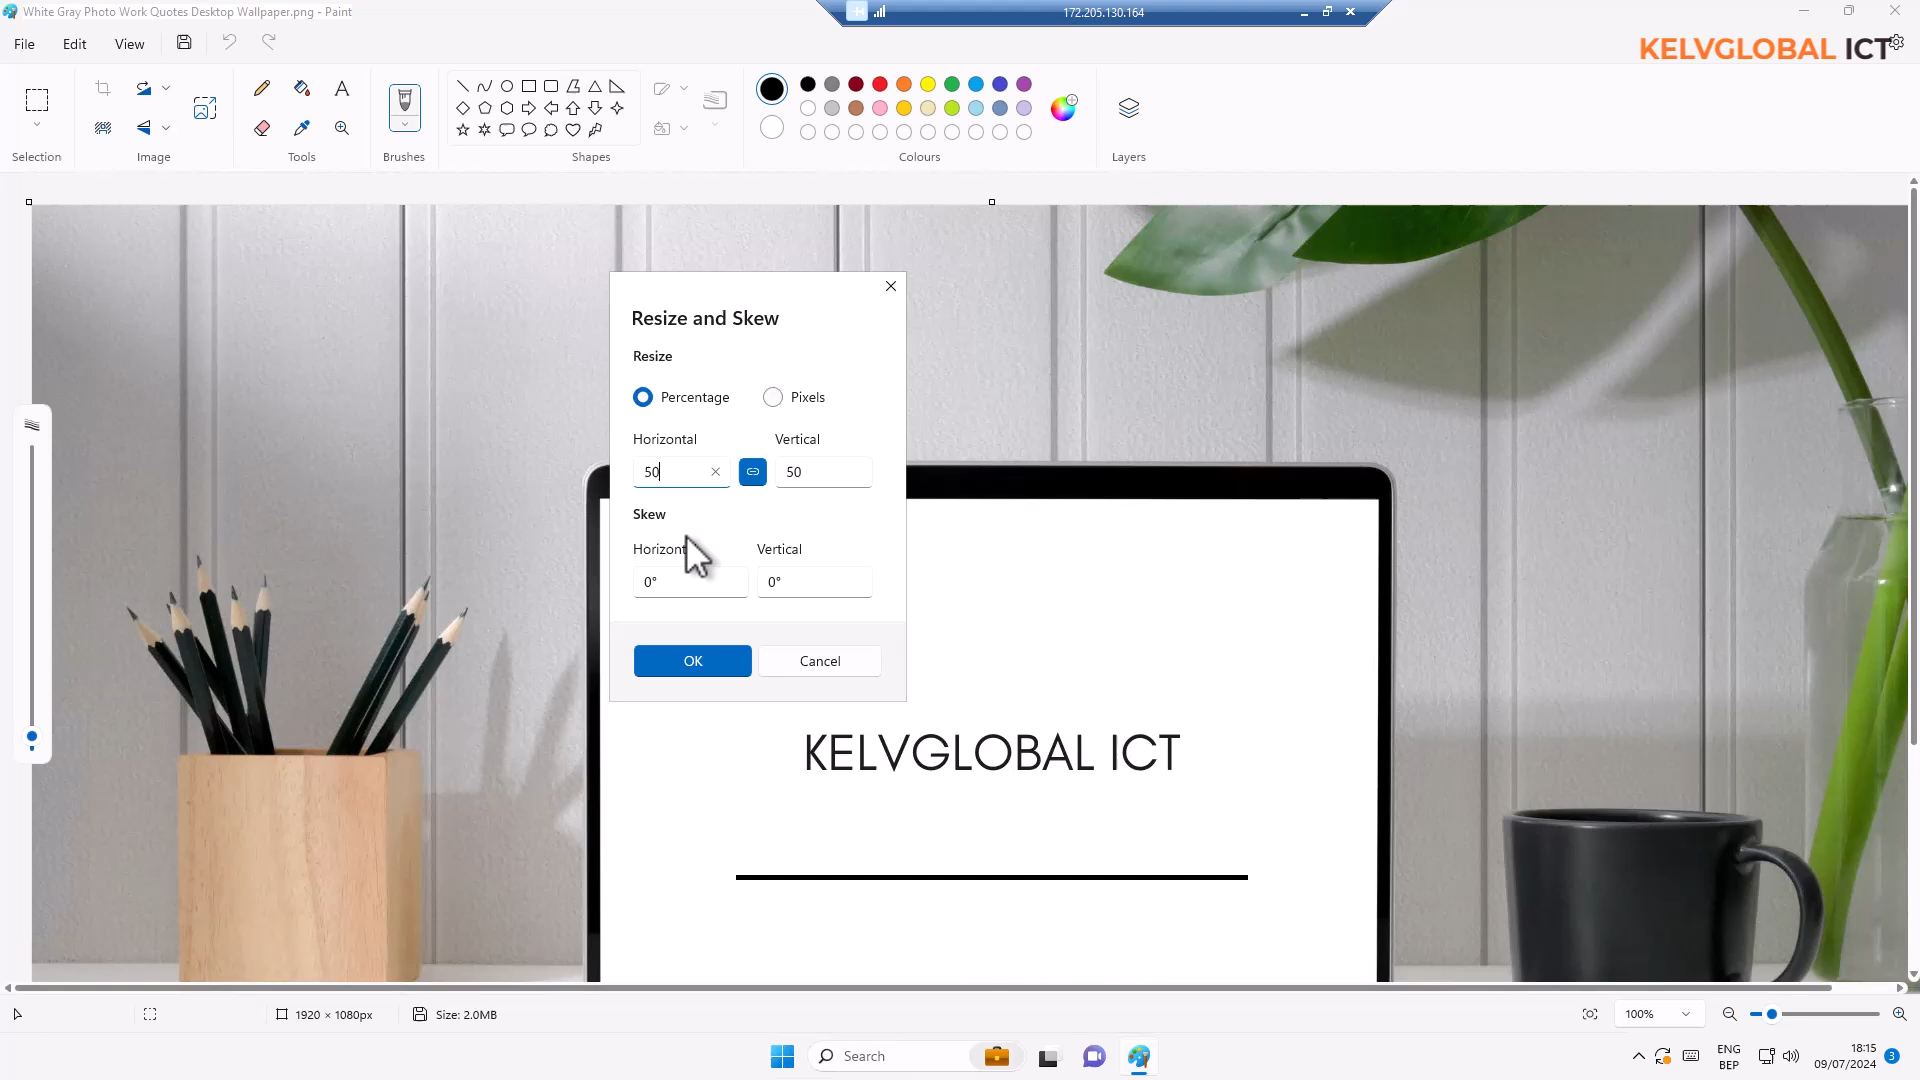 White Gray Photo Work Quotes Desktop Wallpaper.png - Paint
172.205.130.164
File Edit View
KELVGLOBAL ICT
Selection Image Tools Brushes Shapes Colours Layers
Resize and Skew
Resize
Percentage Pixels
Horizontal Vertical
50 50
Skew
Horizont Vertical
0° 0°
OK Cancel
KELVGLOBAL ICT
1920 × 1080px Size: 2.0MB 100%
Search
ENG 18:15 3
BEP 09/07/2024